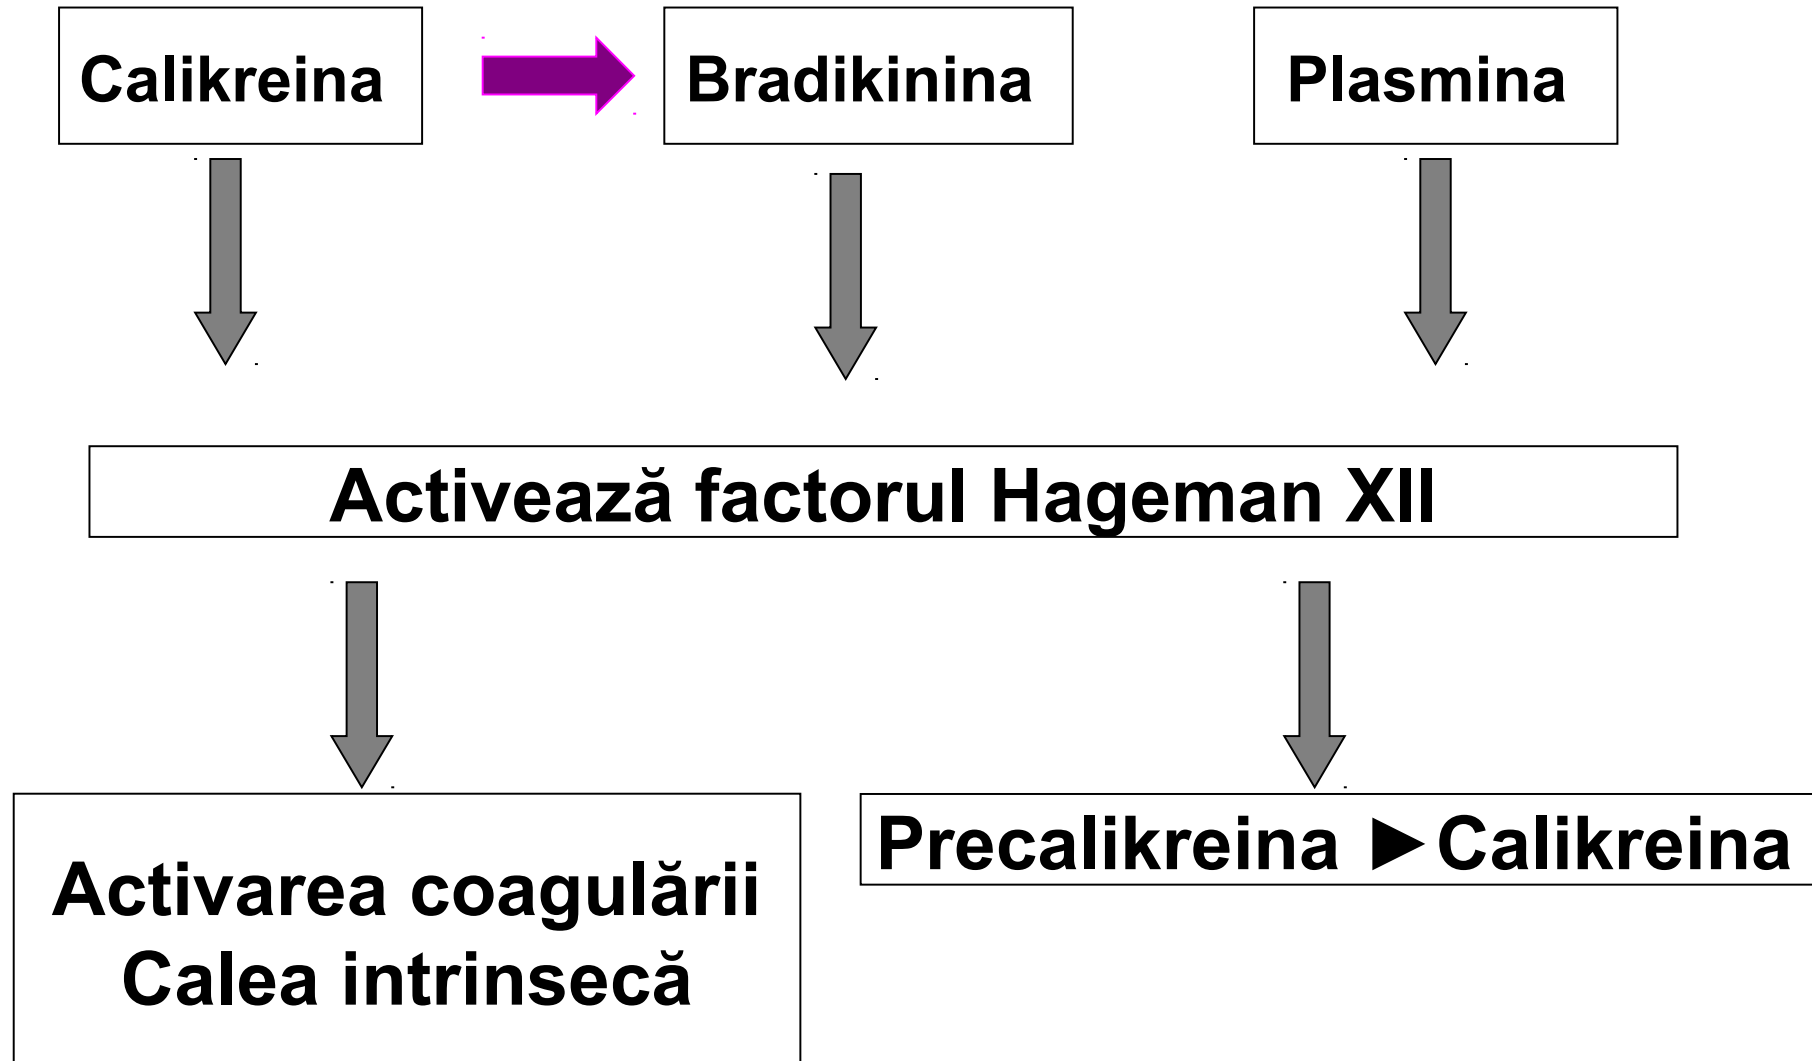 Calikreina
Bradikinina
Plasmina
Activează factorul Hageman XII
Activarea coagulării
Calea intrinsecă
Precalikreina ►Calikreina